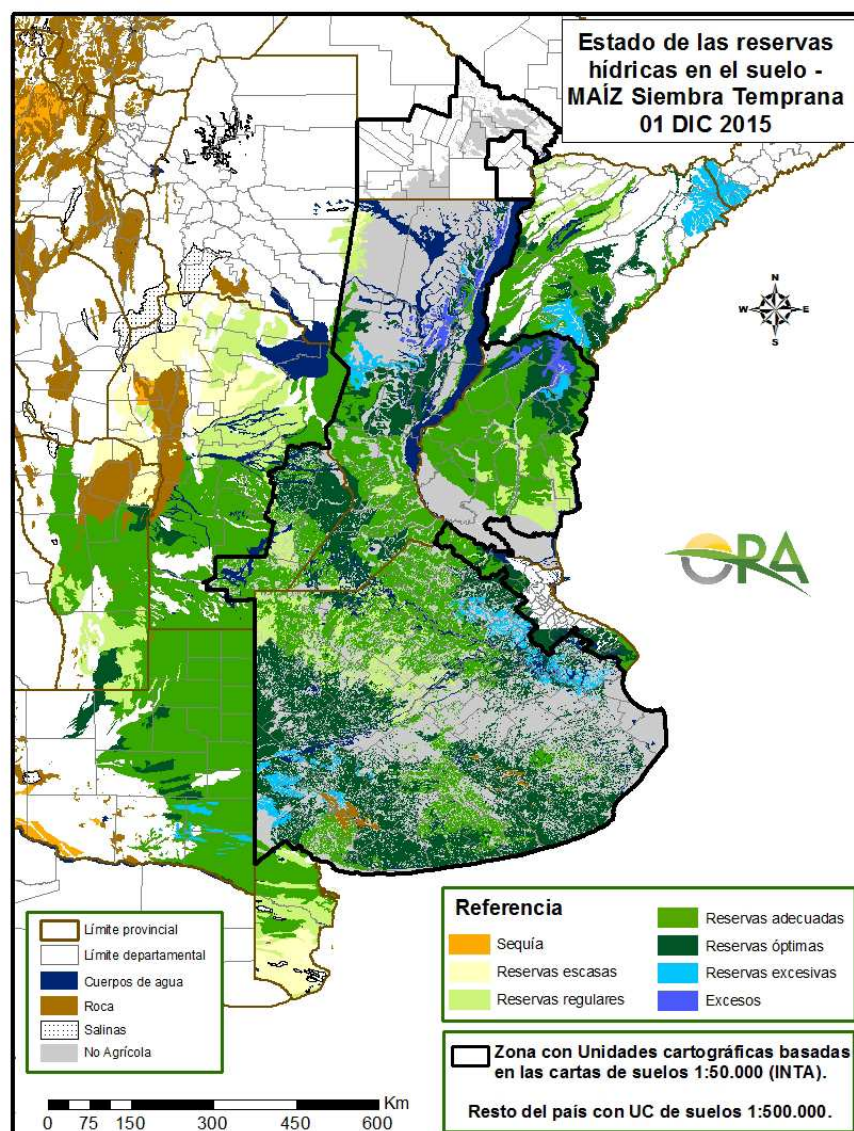 Estado de las reservas
hídricas en el suelo -
MAÍZ Siembra Temprana
01 DIC 2015
N
W
E
S
OPA
Referencia
Sequía
Reservas escasas
Reservas regulares
Reservas adecuadas
Reservas óptimas
Reservas excesivas
Excesos
Límite provincial
Límite departamental
Cuerpos de agua
Roca
Salinas
No Agrícola
Zona con Unidades cartográficas basadas
en las cartas de suelos 1:50.000 (INTA).
Resto del país con UC de suelos 1:500.000.
Km
0 75 150 300 450 600